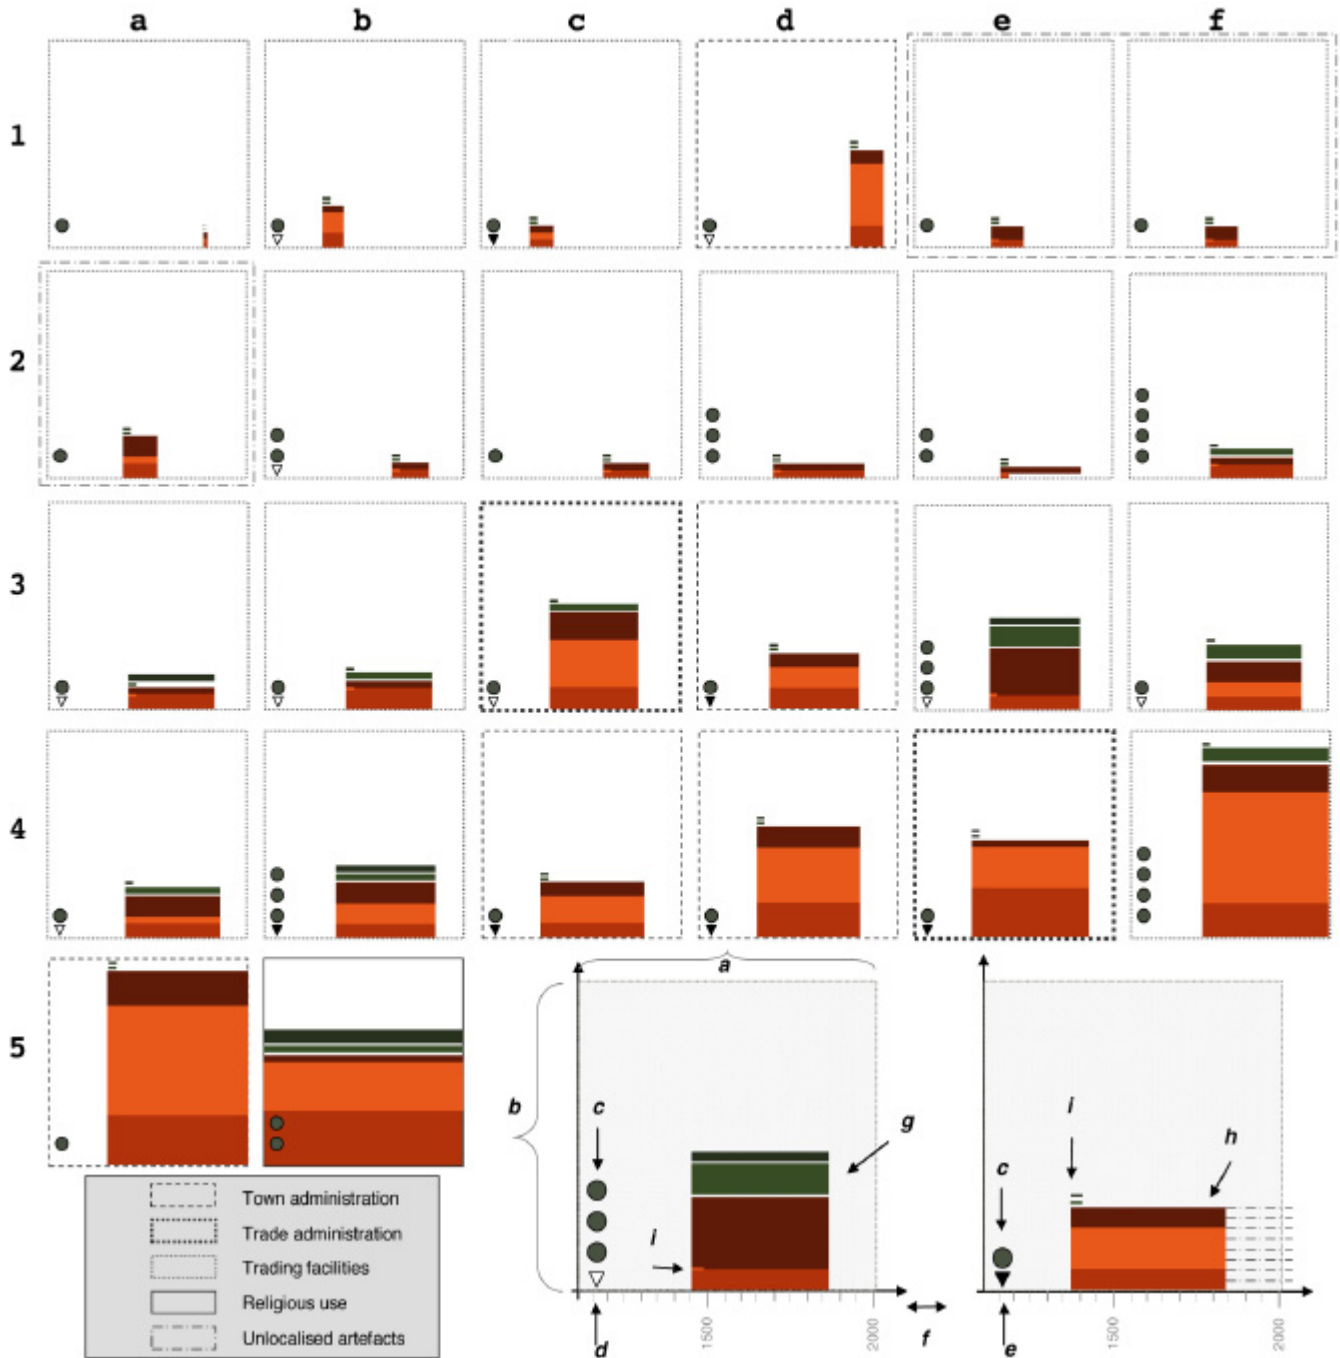 a b c d e f
1
2
3
4
5
a
b
c
i
g
d
f
1500
2000
c
i
h
e
1500
2000
Town administration
Trade administration
Trading facilities
Religious use
Unlocalised artefacts